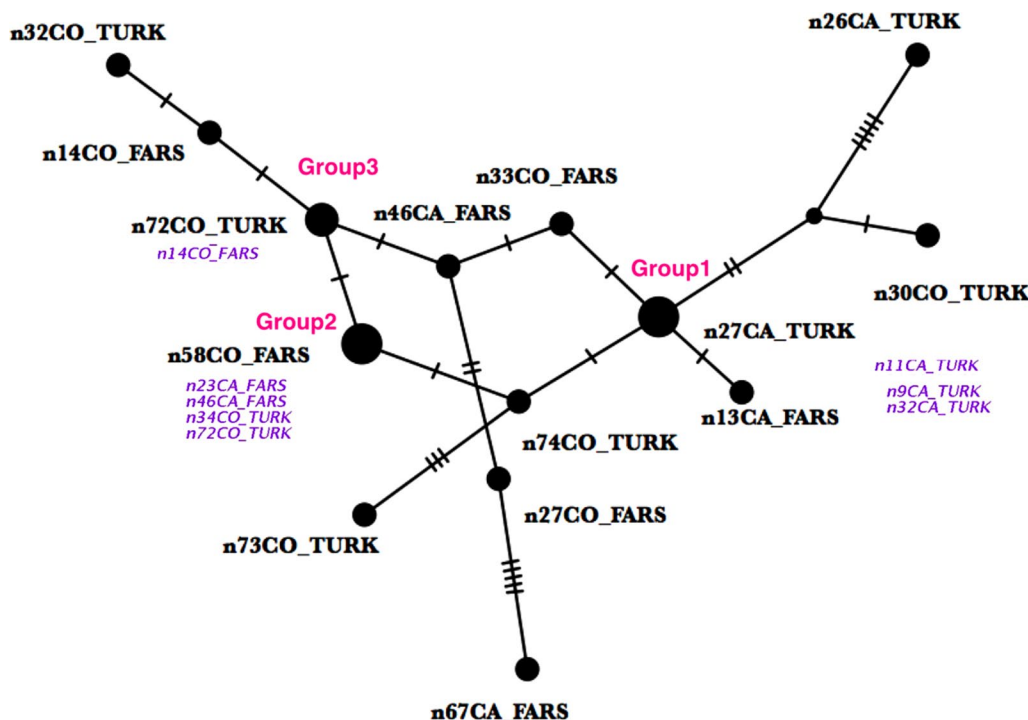 n32CO_TURK
n26CA_TURK
n14CO_FARS
Group3
n33CO_FARS
n72CO_TURK
n46CA_FARS
n14CO_FARS
Group1
n30CO_TURK
Group2
n27CA_TURK
n58CO_FARS
n11CA_TURK
n23CA_FARS
n9CA_TURK
n46CA_FARS
n32CA_TURK
n34CO_TURK
n13CA_FARS
n72CO_TURK
n74CO_TURK
n27CO_FARS
n73CO_TURK
n67CA_FARS